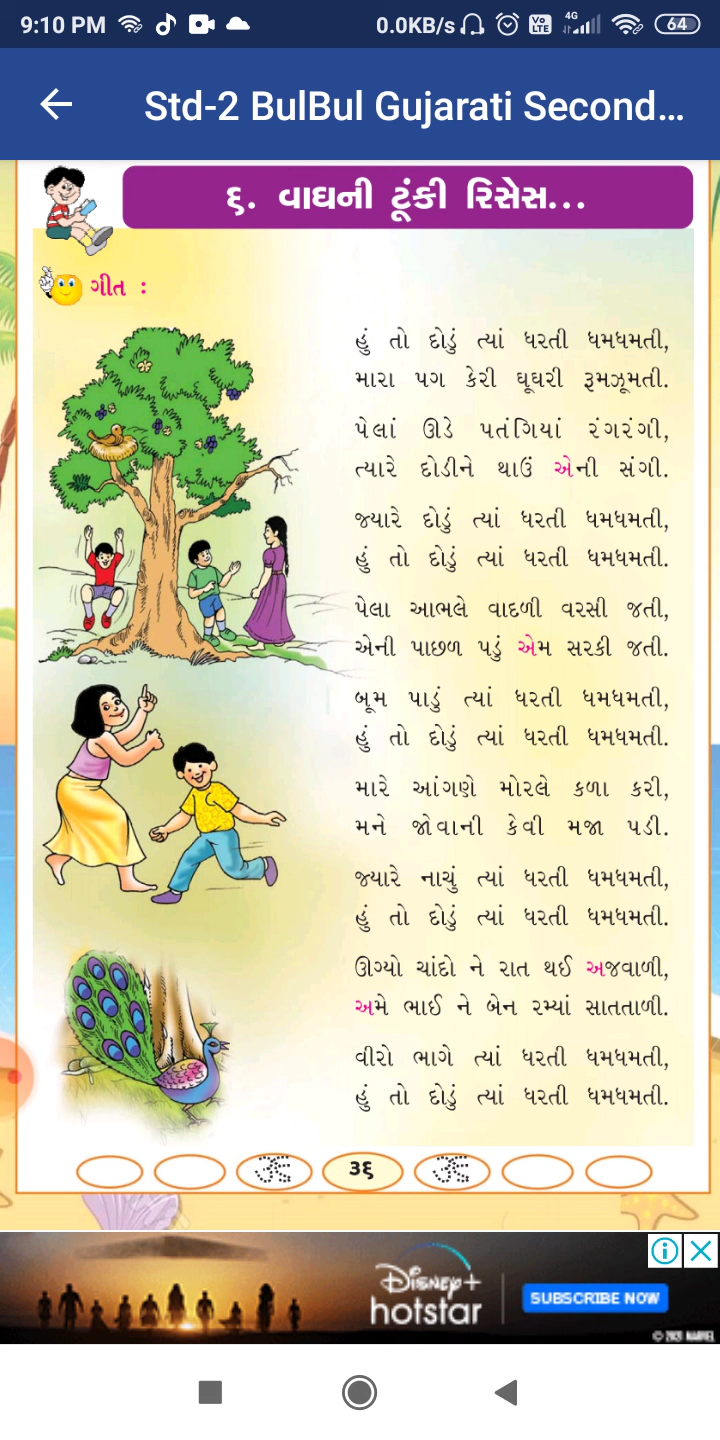 9:10 PM
0.0KB/s
Vo LTE
4G
64
Std-2 BulBul Gujarati Second...
૬. વાઘની ટૂંકી રિસેસ...
ગીત :
હું તો દોડું ત્યાં ધરતી ધમધમતી,
મારા પગ કેરી ઘૂઘરી રૂમઝૂમતી.
પેલાં ઊડે પતંગિયાં રંગરંગી,
ત્યારે દોડીને થાઉં એની સંગી.
જ્યારે દોડું ત્યાં ધરતી ધમધમતી,
હું તો દોડું ત્યાં ધરતી ધમધમતી.
પેલા આભલે વાદળી વરસી જતી,
એની પાછળ પડું એમ સરકી જતી.
બૂમ પાડું ત્યાં ધરતી ધમધમતી,
હું તો દોડું ત્યાં ધરતી ધમધમતી.
મારે આંગણે મોરલે કળા કરી,
મને જોવાની કેવી મજા પડી.
જ્યારે નાચું ત્યાં ધરતી ધમધમતી,
હું તો દોડું ત્યાં ધરતી ધમધમતી.
ઊગ્યો ચાંદો ને રાત થઈ અજવાળી,
અમે ભાઈ ને બેન રમ્યાં સાતતાળી.
વીરો ભાગે ત્યાં ધરતી ધમધમતી,
હું તો દોડું ત્યાં ધરતી ધમધમતી.
૩૬
Disney+
hotstar
SUBSCRIBE NOW